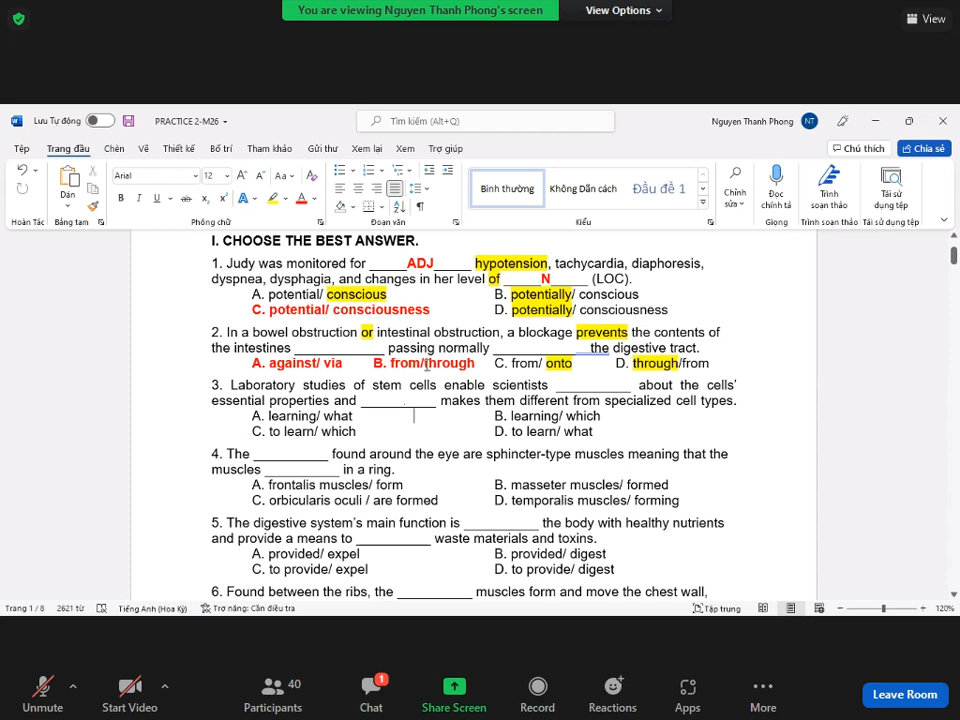 You are viewing Nguyen Thanh Phong's screen View Options
View
Lưu Tự động PRACTICE 2-M26 Tìm kiếm (Alt+Q) Nguyen Thanh Phong NT
Tệp Trang đầu Chèn Vẽ Thiết kế Bố trí Tham khảo Gửi thư Xem lại Xem Trợ giúp Chú thích Chia sẻ
Dán Arial 12 Aa Bình thường Không Dãn cách Đầu đề 1 Chỉnh sửa Đọc chính tả Trình soạn thảo Tái sử dụng tệp
Hoàn Tác Bảng tạm Phông chữ Đoạn văn Kiểu Giọng Trình soạn thảo Tái sử dụng tệp
I. CHOOSE THE BEST ANSWER.
1. Judy was monitored for _____ADJ_____ hypotension, tachycardia, diaphoresis,
dyspnea, dysphagia, and changes in her level of _____N_____ (LOC).
A. potential/ conscious B. potentially/ conscious
C. potential/ consciousness D. potentially/ consciousness
2. In a bowel obstruction or intestinal obstruction, a blockage prevents the contents of
the intestines ____________ passing normally ____________ the digestive tract.
A. against/ via B. from/through C. from/ onto D. through/from
3. Laboratory studies of stem cells enable scientists __________ about the cells'
essential properties and __________ makes them different from specialized cell types.
A. learning/ what B. learning/ which
C. to learn/ which D. to learn/ what
4. The __________ found around the eye are sphincter-type muscles meaning that the
muscles __________ in a ring.
A. frontalis muscles/ form B. masseter muscles/ formed
C. orbicularis oculi / are formed D. temporalis muscles/ forming
5. The digestive system's main function is __________ the body with healthy nutrients
and provide a means to __________ waste materials and toxins.
A. provided/ expel B. provided/ digest
C. to provide/ expel D. to provide/ digest
6. Found between the ribs, the __________ muscles form and move the chest wall,
Trang 1 / 8 2621 từ Tiếng Anh (Hoa Kỳ) Trợ năng: Cần điều tra Tập trung 120%
40 1
Unmute Start Video Participants Chat Share Screen Record Reactions Apps More Leave Room